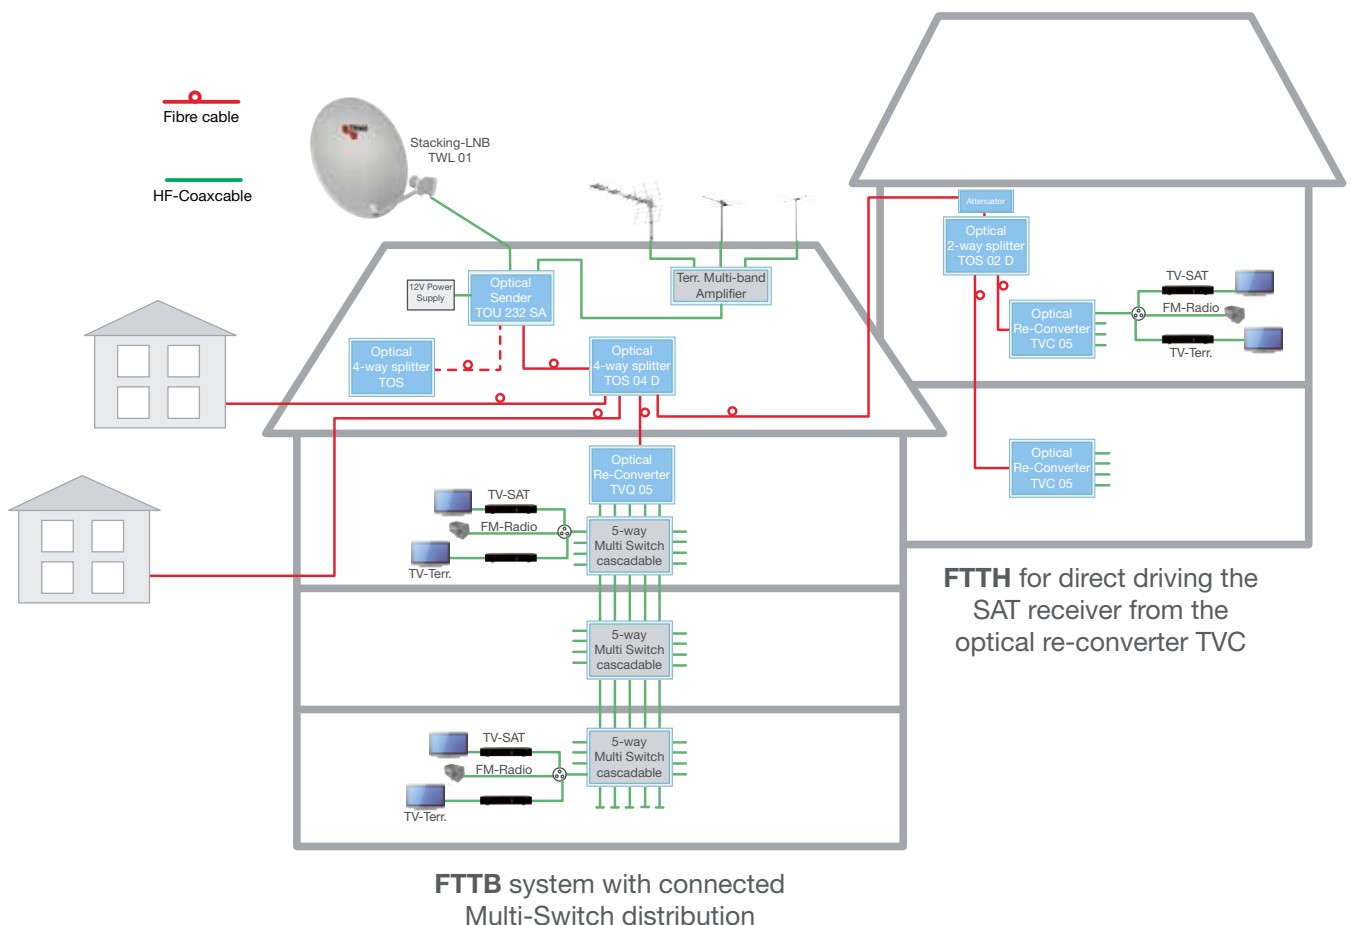 Fibre cable
HF-Coaxcable
Stacking-LNB
TWL 01
12V Power
Supply
Optical
Sender
TOU 232 SA
Terr. Multi-band
Amplifier
Optical
4-way splitter
TOS
Optical
4-way splitter
TOS 04 D
Attenuator
Optical
2-way splitter
TOS 02 D
Optical
Re-Converter
TVC 05
TV-SAT
FM-Radio
TV-Terr.
Optical
Re-Converter
TVC 05
Optical
Re-Converter
TVQ 05
TV-SAT
FM-Radio
TV-Terr.
5-way
Multi Switch
cascadable
5-way
Multi Switch
cascadable
TV-SAT
FM-Radio
TV-Terr.
5-way
Multi Switch
cascadable
FTTH for direct driving the
SAT receiver from the
optical re-converter TVC
FTTB system with connected
Multi-Switch distribution